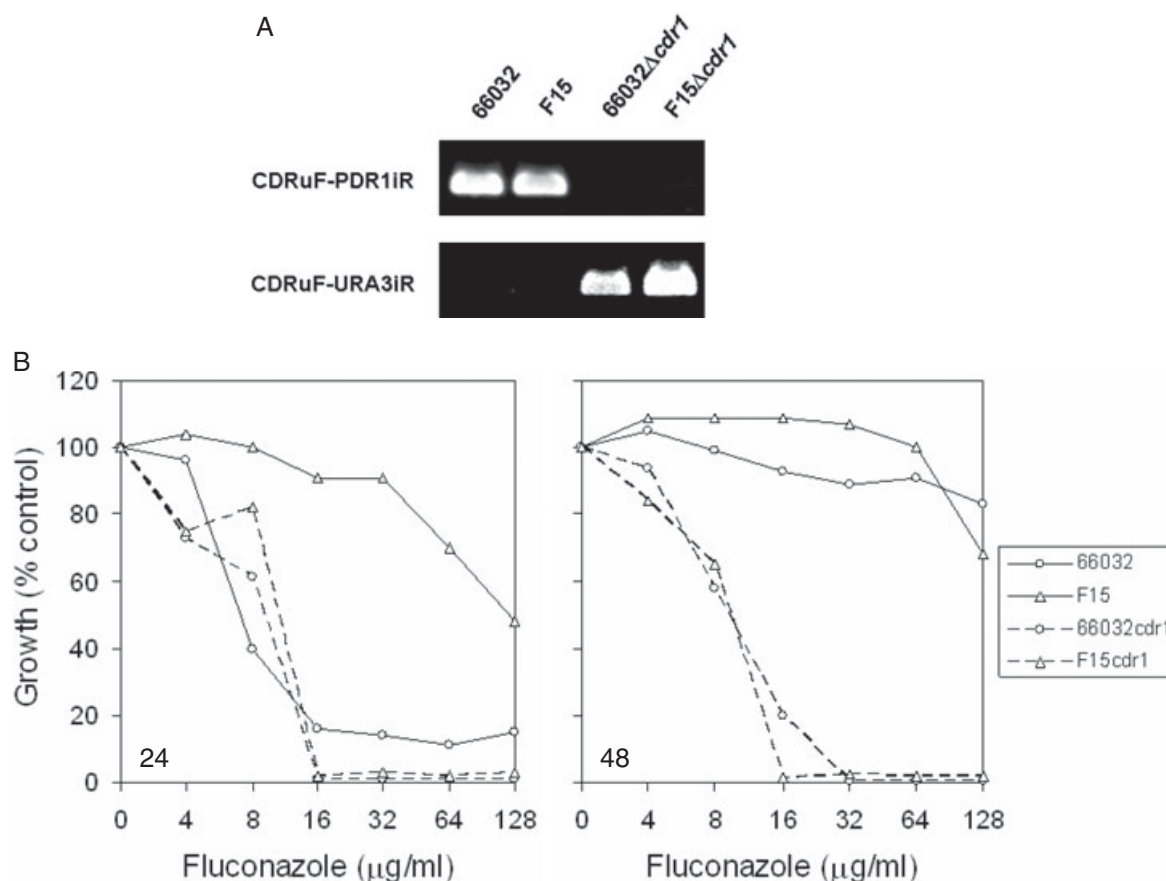 A
66032
F15
66032Δcdr1
F15Δcdr1
CDRuF-PDR1iR
CDRuF-URA3iR
B
Growth (% control)
120
100
80
60
40
20
0
24
0 4 8 16 32 64 128
Fluconazole (μg/ml)
48
0 4 8 16 32 64 128
Fluconazole (μg/ml)
66032
F15
66032cdr1
F15cdr1